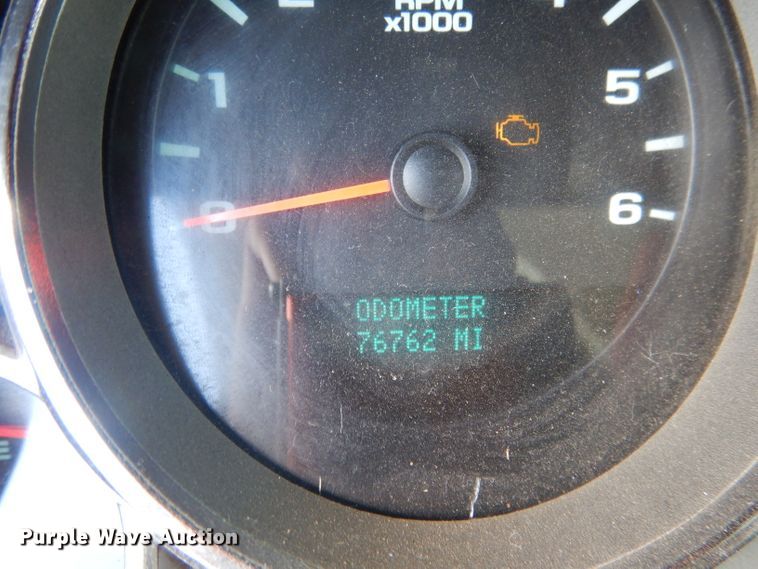 RPM
x1000
1
5
0
6
ODOMETER
76762 MI
E
Purple Wave Auction